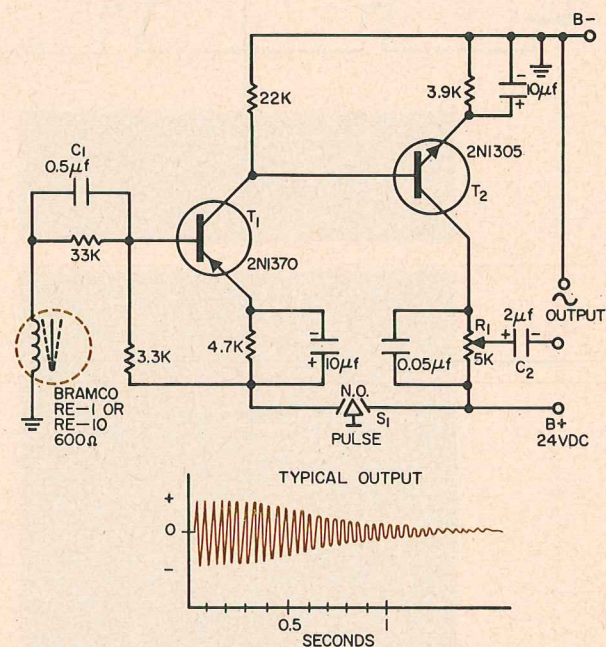 B-
22K
3.9K
-
10µf
+
C1
0.5µf
2N1305
T2
T1
33K
2N1370
R1
2µf
OUTPUT
+
-
4.7K
-
+
10µf
0.05µf
5K
C2
3.3K
BRAMCO
RE-1 OR
RE-10
600Ω
N.O.
S1
PULSE
B+
24VDC
TYPICAL OUTPUT
+
0
-
0.5
1
SECONDS